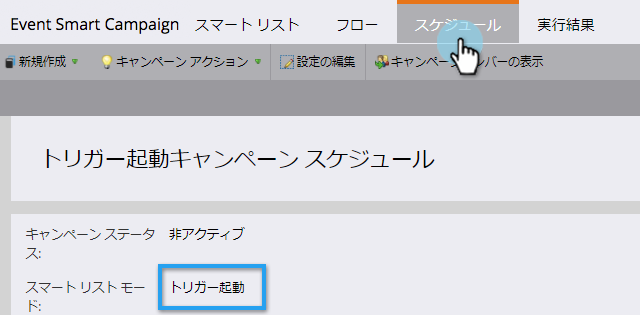 Event Smart Campaign スマート リスト フロー スケジュール 実行結果
新規作成 キャンペーン アクション 設定の編集 キャンペーン ンバーの表示
トリガー起動キャンペーン スケジュール
キャンペーン ステータ 非アクティブ
ス:
スマート リスト モー トリガー起動
ド: